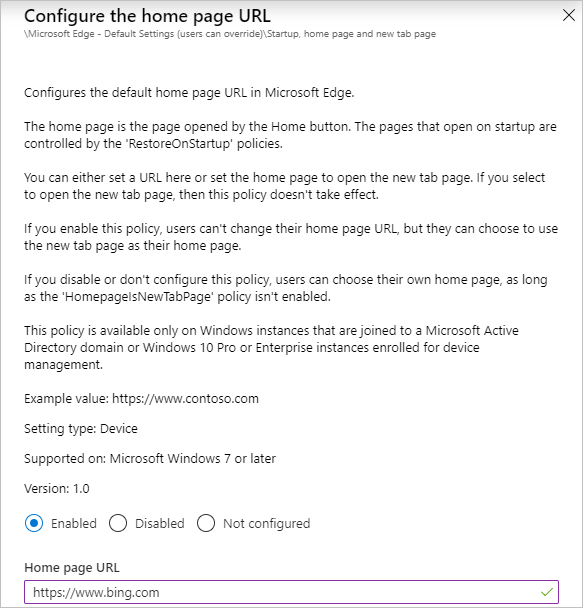 Configure the home page URL
\Microsoft Edge - Default Settings (users can override)\Startup, home page and new tab page
Configures the default home page URL in Microsoft Edge.
The home page is the page opened by the Home button. The pages that open on startup are
controlled by the 'RestoreOnStartup' policies.
You can either set a URL here or set the home page to open the new tab page. If you select
to open the new tab page, then this policy doesn't take effect.
If you enable this policy, users can't change their home page URL, but they can choose to use
the new tab page as their home page.
If you disable or don't configure this policy, users can choose their own home page, as long
as the 'HomepageIsNewTabPage' policy isn't enabled.
This policy is available only on Windows instances that are joined to a Microsoft Active
Directory domain or Windows 10 Pro or Enterprise instances enrolled for device
management.
Example value: https://www.contoso.com
Setting type: Device
Supported on: Microsoft Windows 7 or later
Version: 1.0
Enabled Disabled Not configured
Home page URL
https://www.bing.com